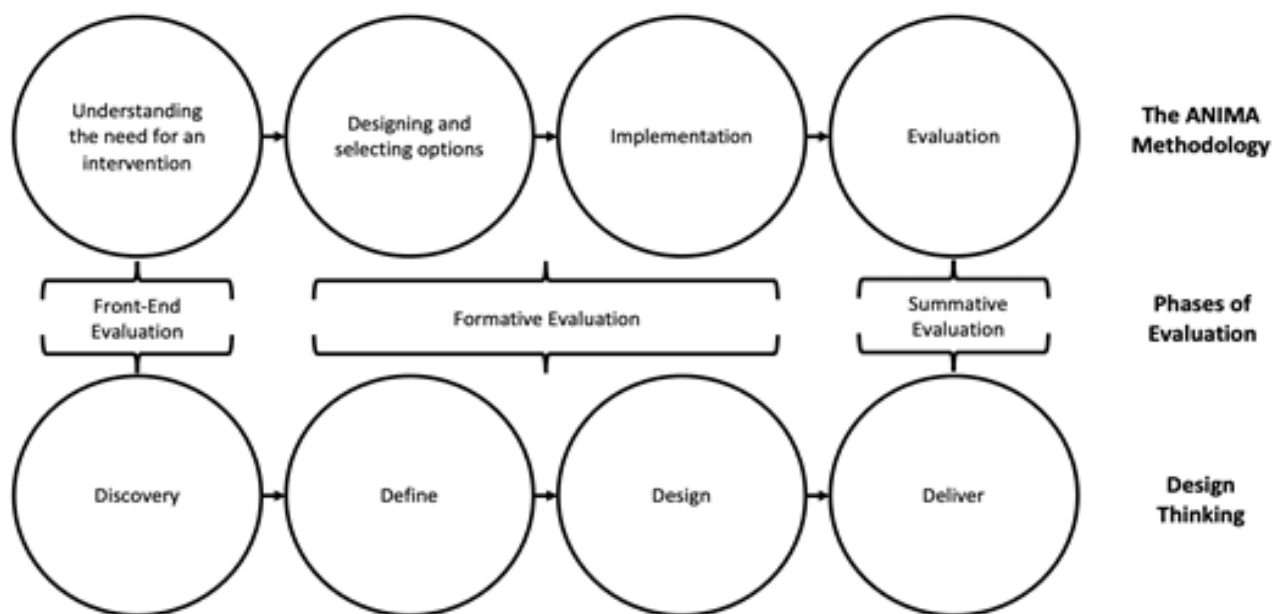 Understanding
the need for an
intervention
Designing and
selecting options
Implementation
Evaluation
The ANIMA
Methodology
Front-End
Evaluation
Formative Evaluation
Summative
Evaluation
Phases of
Evaluation
Discovery
Define
Design
Deliver
Design
Thinking